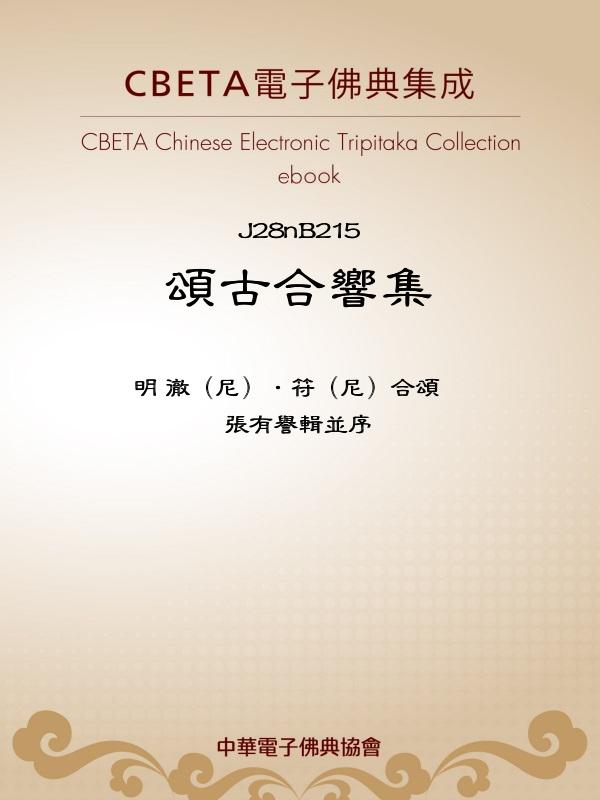 CBETA電子佛典集成
CBETA Chinese Electronic Tripitaka Collection
ebook
J28nB215
頌古合響集
明 澈（尼）．符（尼）合頌
張有譽輯並序
中華電子佛典協會